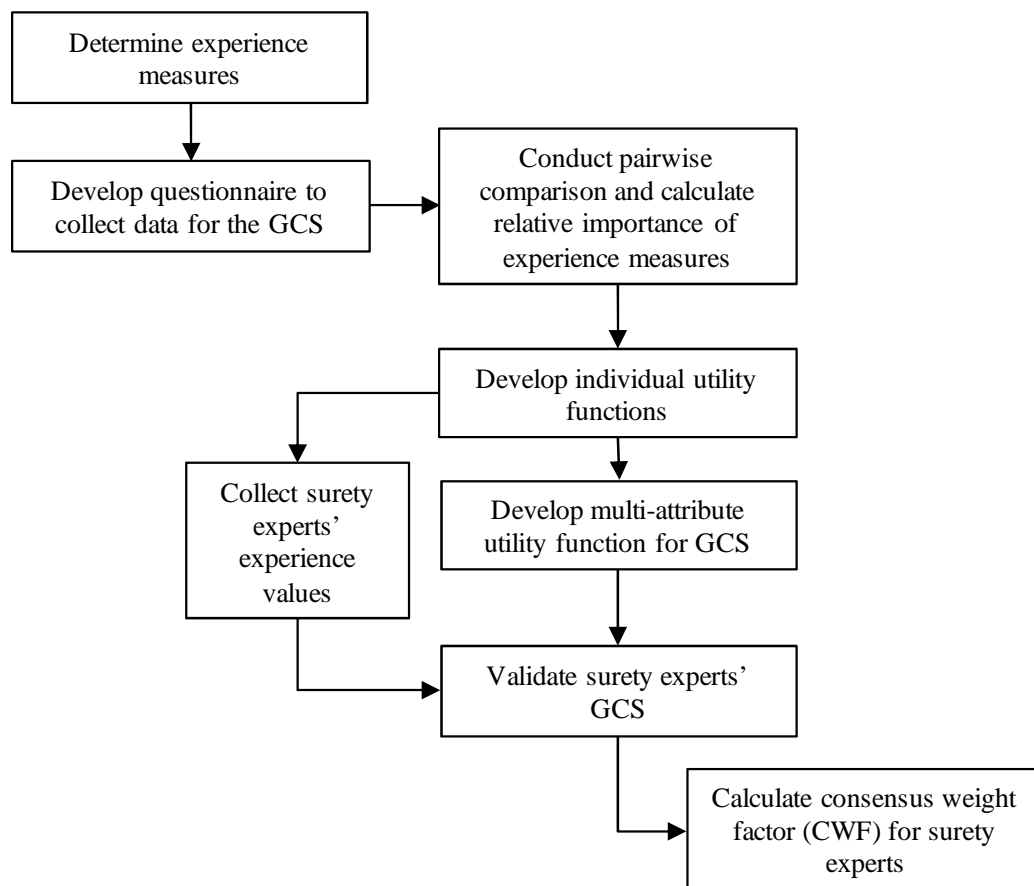 Determine experience
measures
Develop questionnaire to
collect data for the GCS
Conduct pairwise
comparison and calculate
relative importance of
experience measures
Develop individual utility
functions
Collect surety
experts’
experience
values
Develop multi-attribute
utility function for GCS
Validate surety experts’
GCS
Calculate consensus weight
factor (CWF) for surety
experts